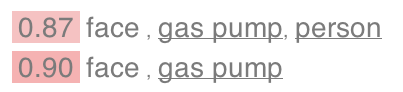 0.87 face , gas pump, person
0.90 face , gas pump